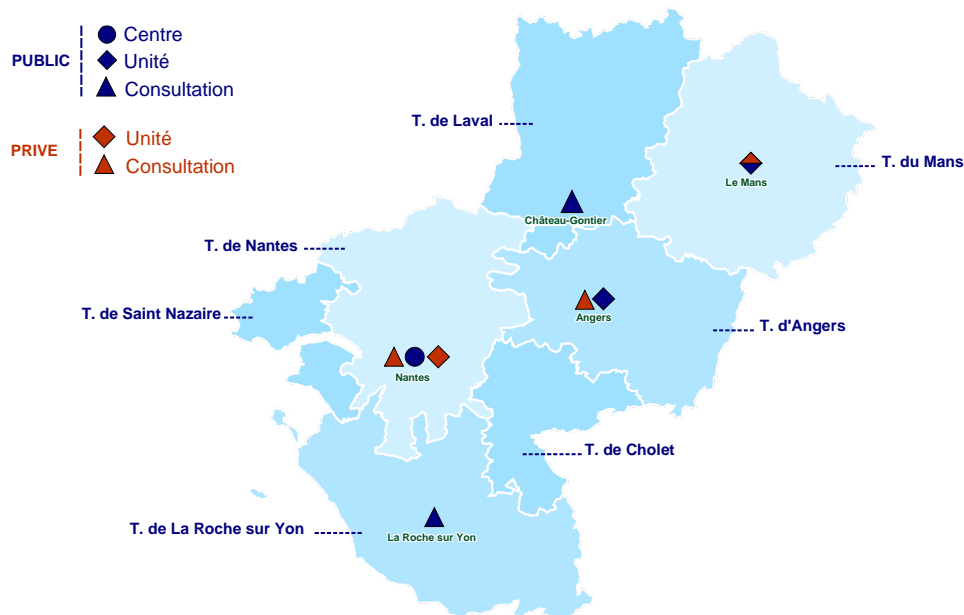 PUBLIC
Centre
Unité
Consultation
PRIVE
Unité
Consultation
T. de Laval
T. du Mans
Le Mans
Château-Gontier
T. de Nantes
T. de Saint Nazaire
Angers
T. d'Angers
Nantes
T. de Cholet
T. de La Roche sur Yon
La Roche sur Yon